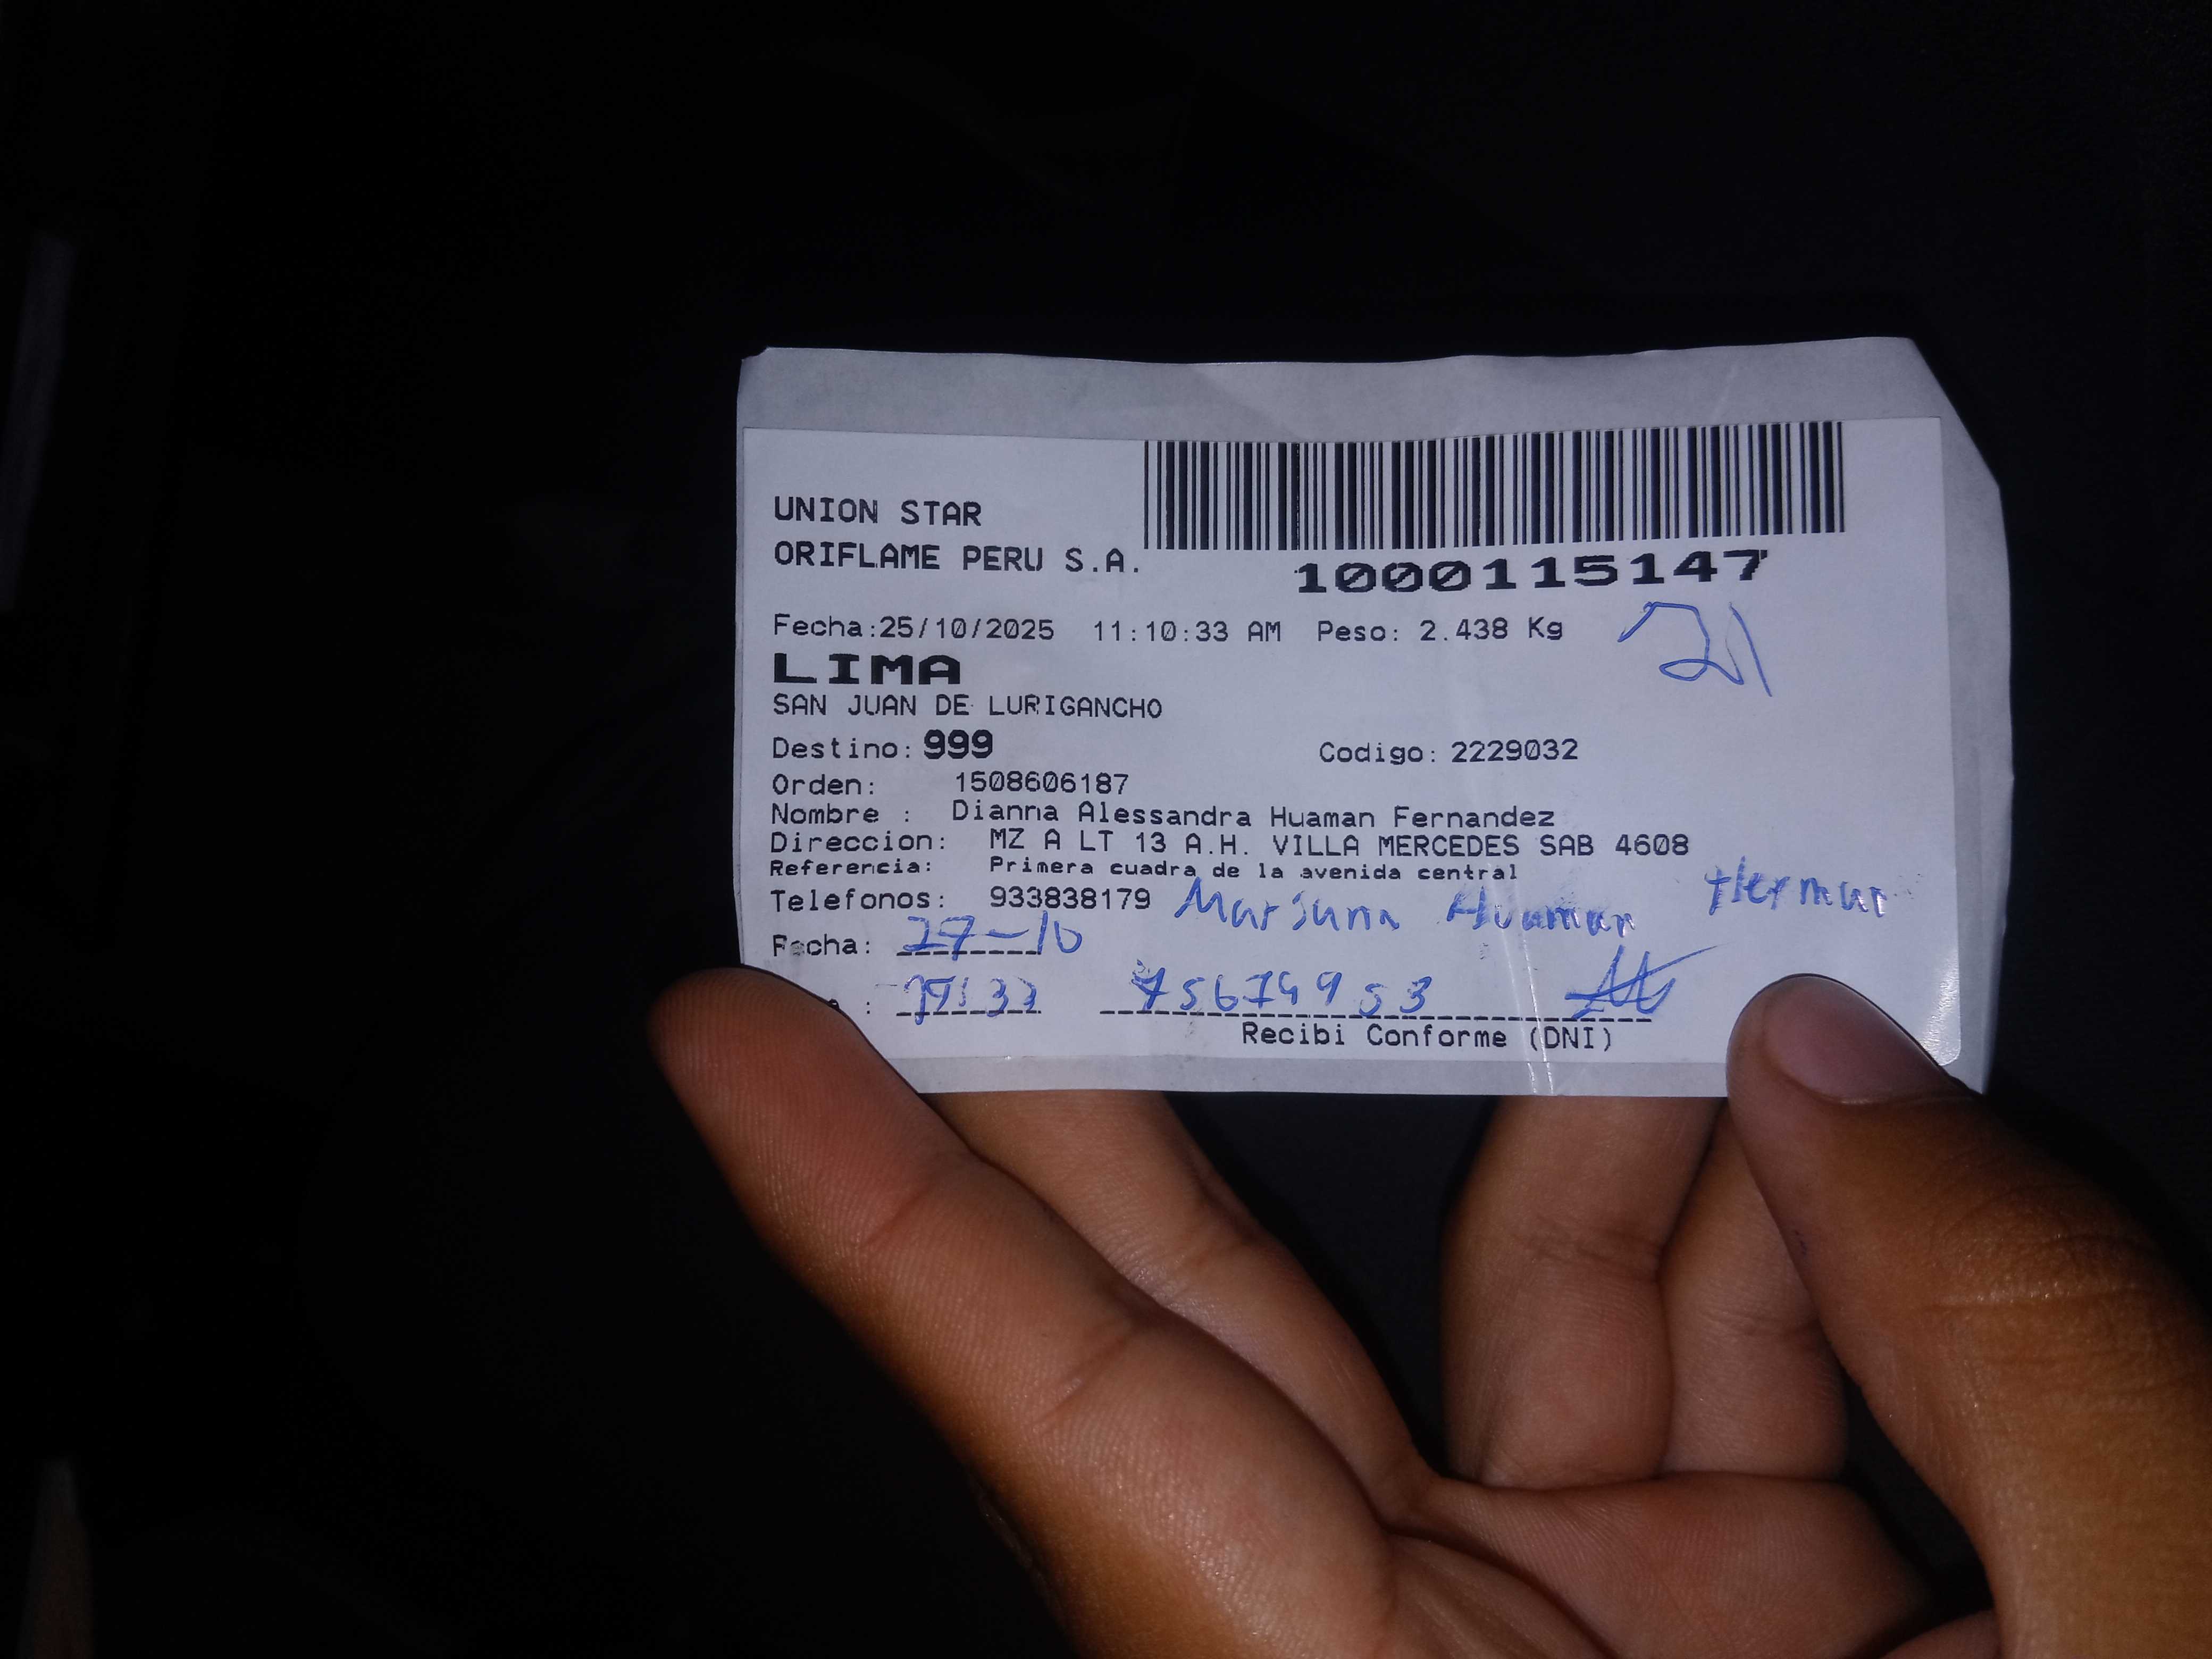 UNION STAR
ORIFLAME PERU S.A.
1000115147
Fecha:25/10/2025 11:10:33 AM Peso: 2.438 Kg
21
LIMA
SAN JUAN DE LURIGANCHO
Destino: 999 Codigo: 2229032
Orden: 1508606187
Nombre : Dianna Alessandra Huaman Fernandez
Direccion: MZ A LT 13 A.H. VILLA MERCEDES SAB 4608
Referencia: Primera cuadra de la avenida central
Telefonos: 933838179 Huaman
Fecha: 27-10
:
Recibi Conforme (DNI)